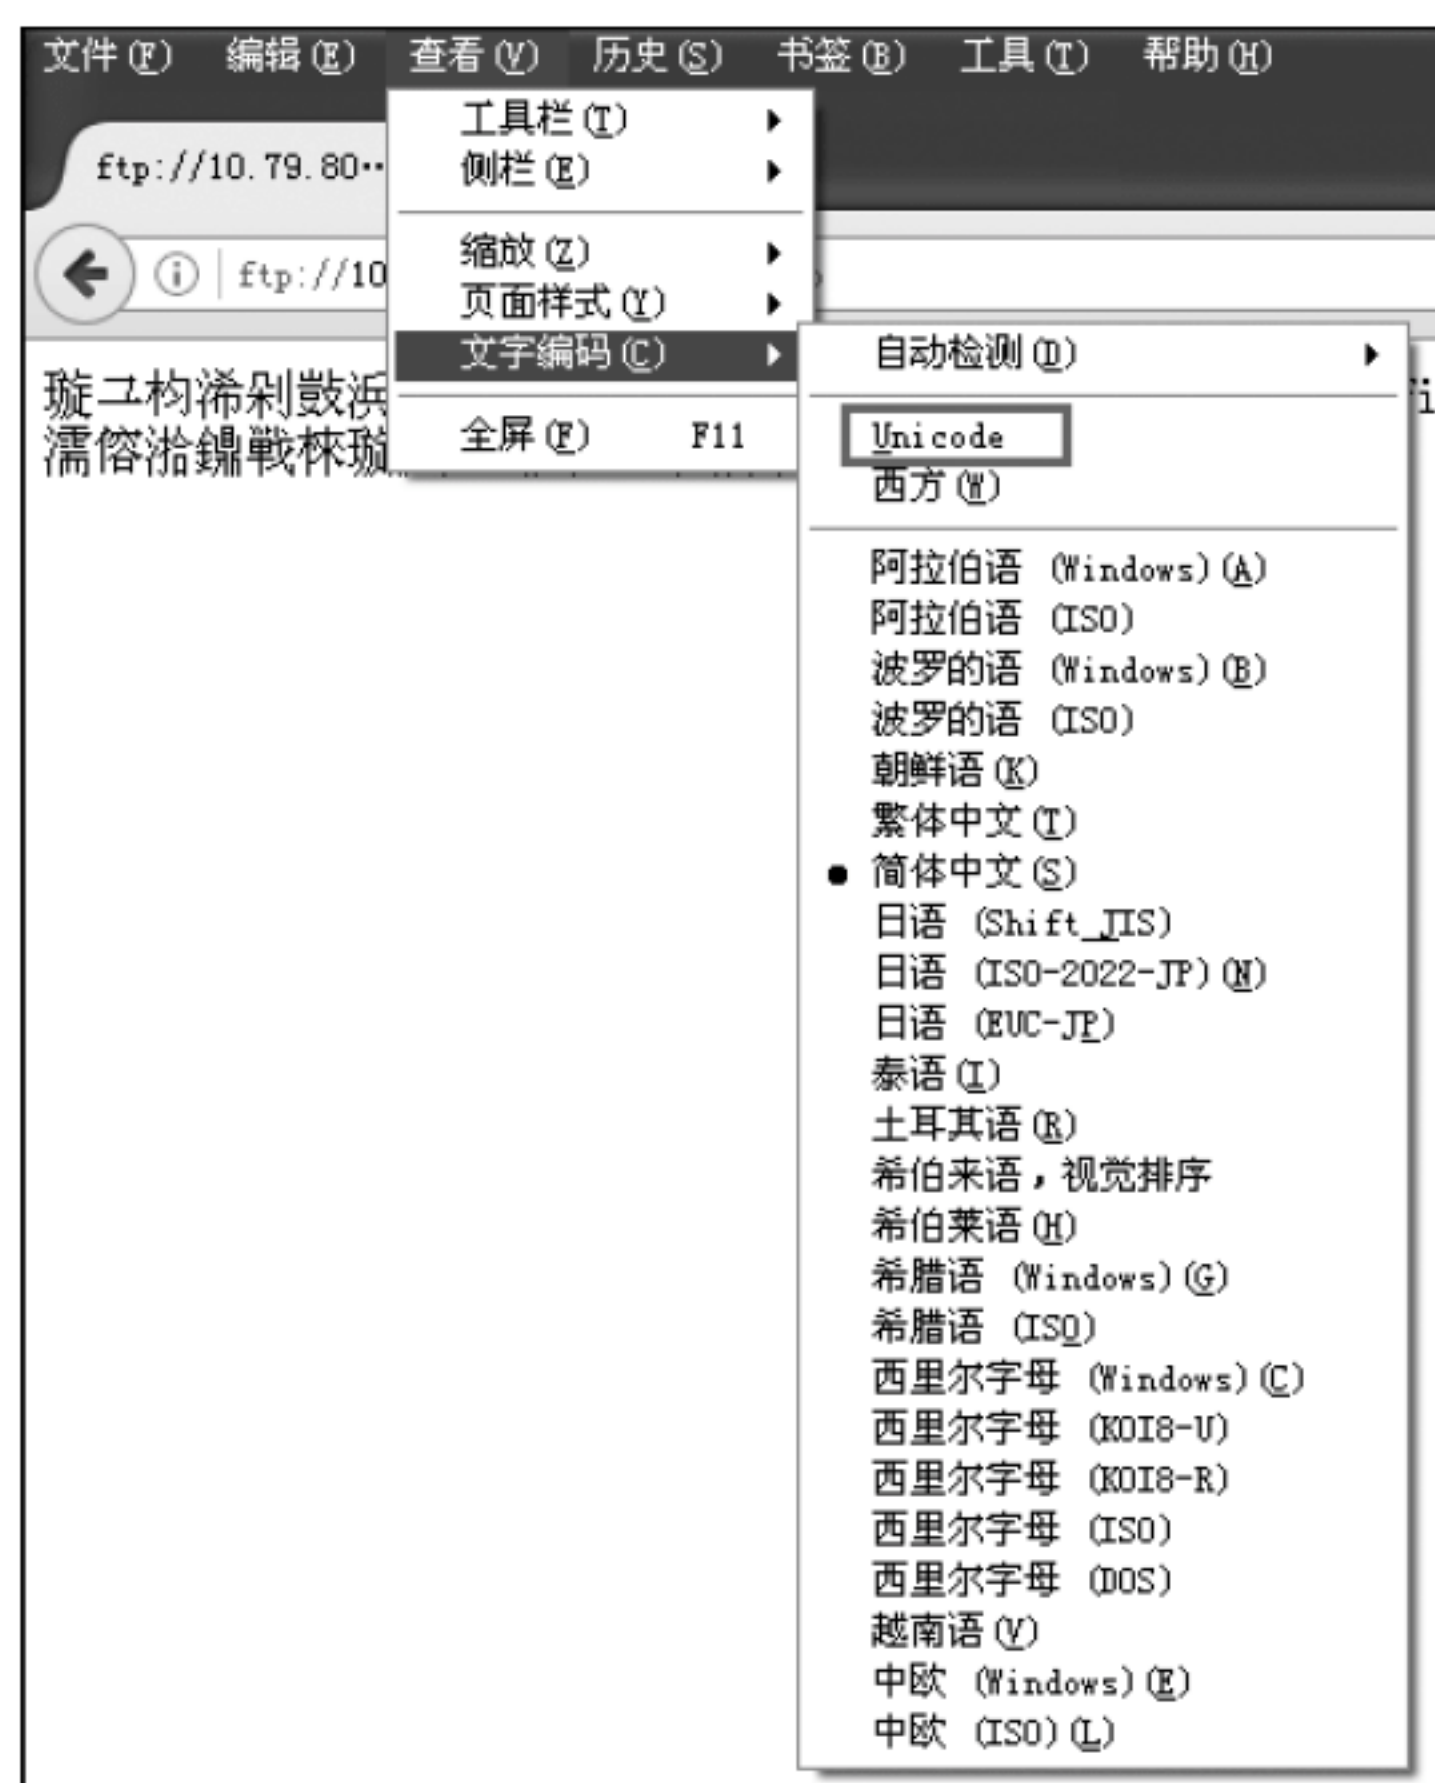 文件(F) 编辑(E) 查看(V) 历史(S) 书签(B) 工具(T) 帮助(H)
ftp://10.79.80··
ftp://10
工具栏(T)
侧栏(E)
缩放(Z)
页面样式(Y)
文字编码(C)
全屏(F) F11
自动检测(D)
Unicode
西方(W)
阿拉伯语 (Windows)(A)
阿拉伯语 (ISO)
波罗的语 (Windows)(B)
波罗的语 (ISO)
朝鲜语(K)
繁体中文(T)
简体中文(S)
日语 (Shift_JIS)
日语 (ISO-2022-JP)(N)
日语 (EUC-JP)
泰语(I)
土耳其语(R)
希伯来语,视觉排序
希伯莱语(H)
希腊语 (Windows)(G)
希腊语 (ISO)
西里尔字母 (Windows)(C)
西里尔字母 (KOI8-U)
西里尔字母 (KOI8-R)
西里尔字母 (ISO)
西里尔字母 (DOS)
越南语(V)
中欧 (Windows)(E)
中欧 (ISO)(L)